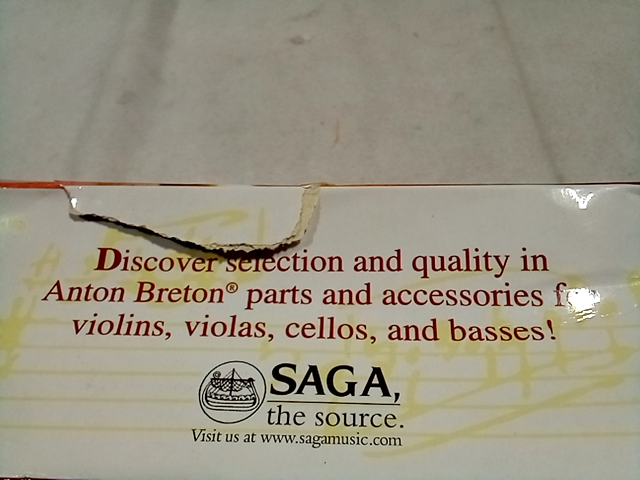 Discover selection and quality in
Anton Breton® parts and accessories
violins, violas, cellos, and basses!
SAGA,
the source.
Visit us at www.sagamusic.com